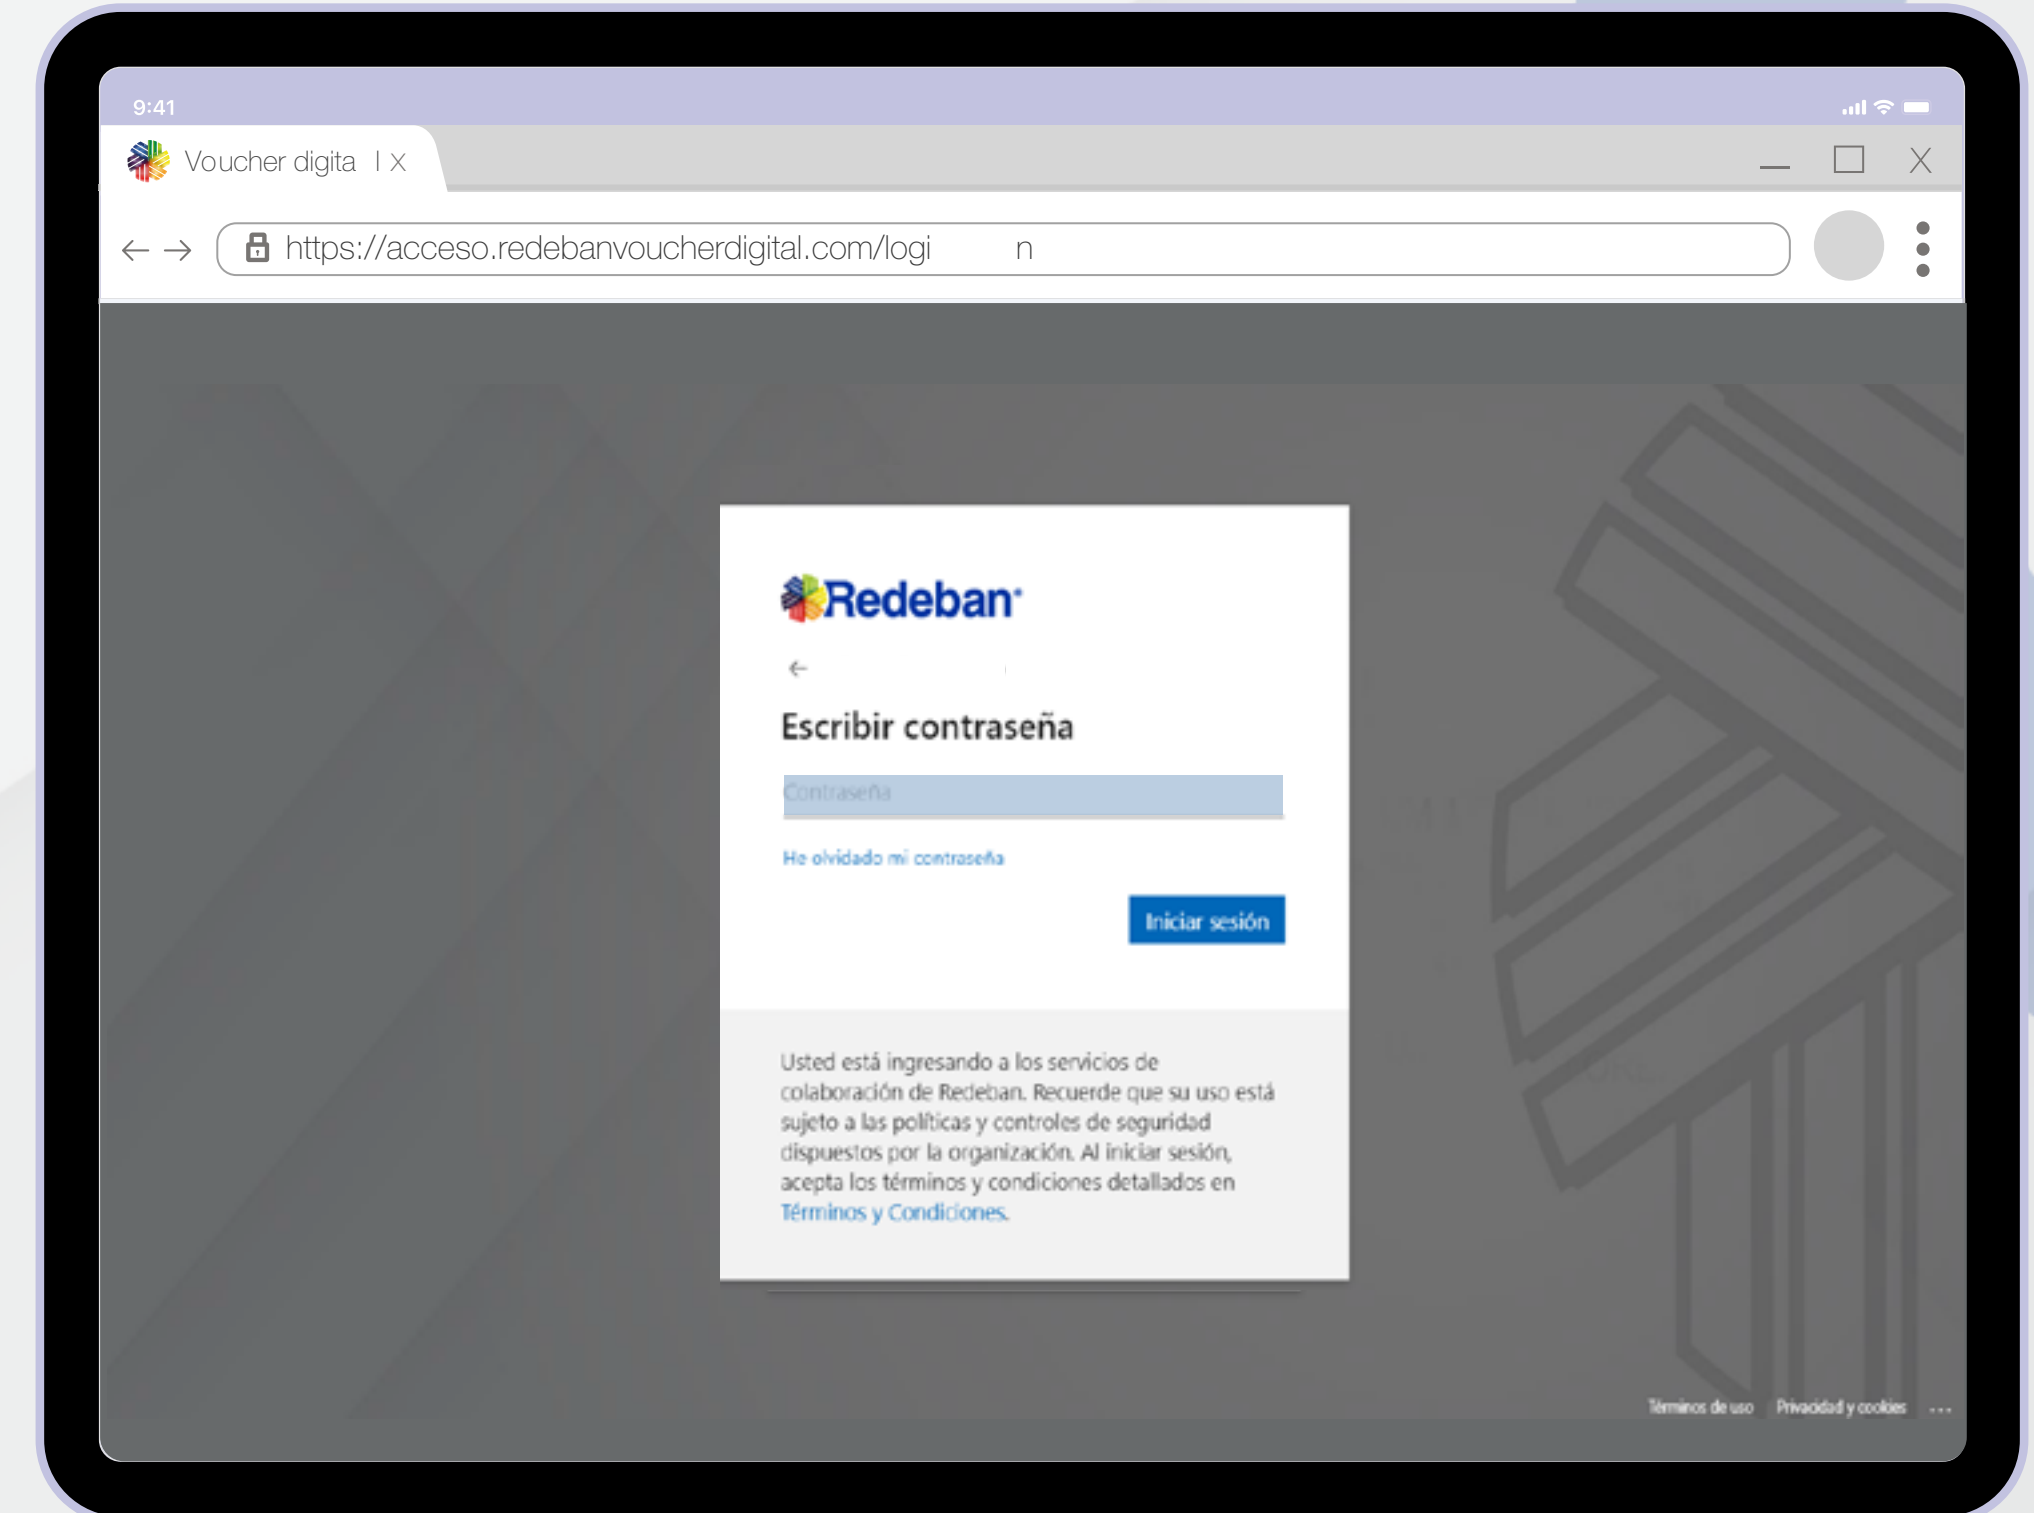 9:41
Voucher digita l X
X
https://acceso.redebanvoucherdigital.com/logi n
Redeban
Escribir contraseña
Contraseña
He olvidado mi contraseña
Iniciar sesión
Usted está ingresando a los servicios de
colaboración de Redeban. Recuerde que su uso está
sujeto a las políticas y controles de seguridad
dispuestos por la organización. Al iniciar sesión,
acepta los términos y condiciones detallados en
Términos y Condiciones.
Términos de uso Privacidad y cookies ...